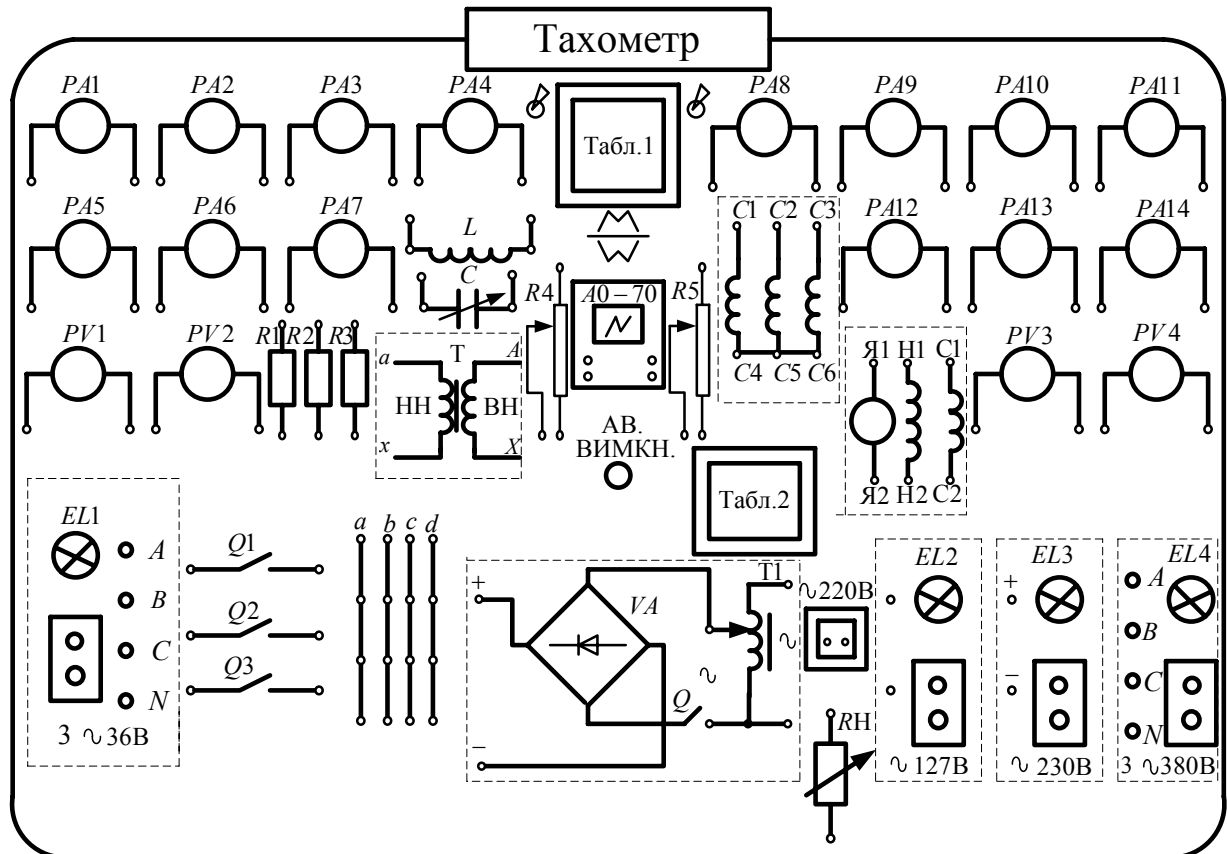 Тахометр
PA1 PA2 PA3 PA4 PA8 PA9 PA10 PA11
Табл.1
PA5 PA6 PA7 L C1 C2 C3 PA12 PA13 PA14
C
R4 A0 – 70 R5
PV1 PV2 R1 R2 R3 T PV3 PV4
a A Я1 Н1 С1
НН ВН C4 C5 C6
x X АВ.
ВИМКН.
Я2 Н2 С2
Табл.2
EL1 A Q1 a b c d
B Q2
C Q3
N
3 ∿ 36В
+ VA T1 ∿ 220В EL2 + EL3 EL4 A
∿ ∿ B
Q C
– – N
RН ∿ 127В ∿ 230В 3 ∿380В